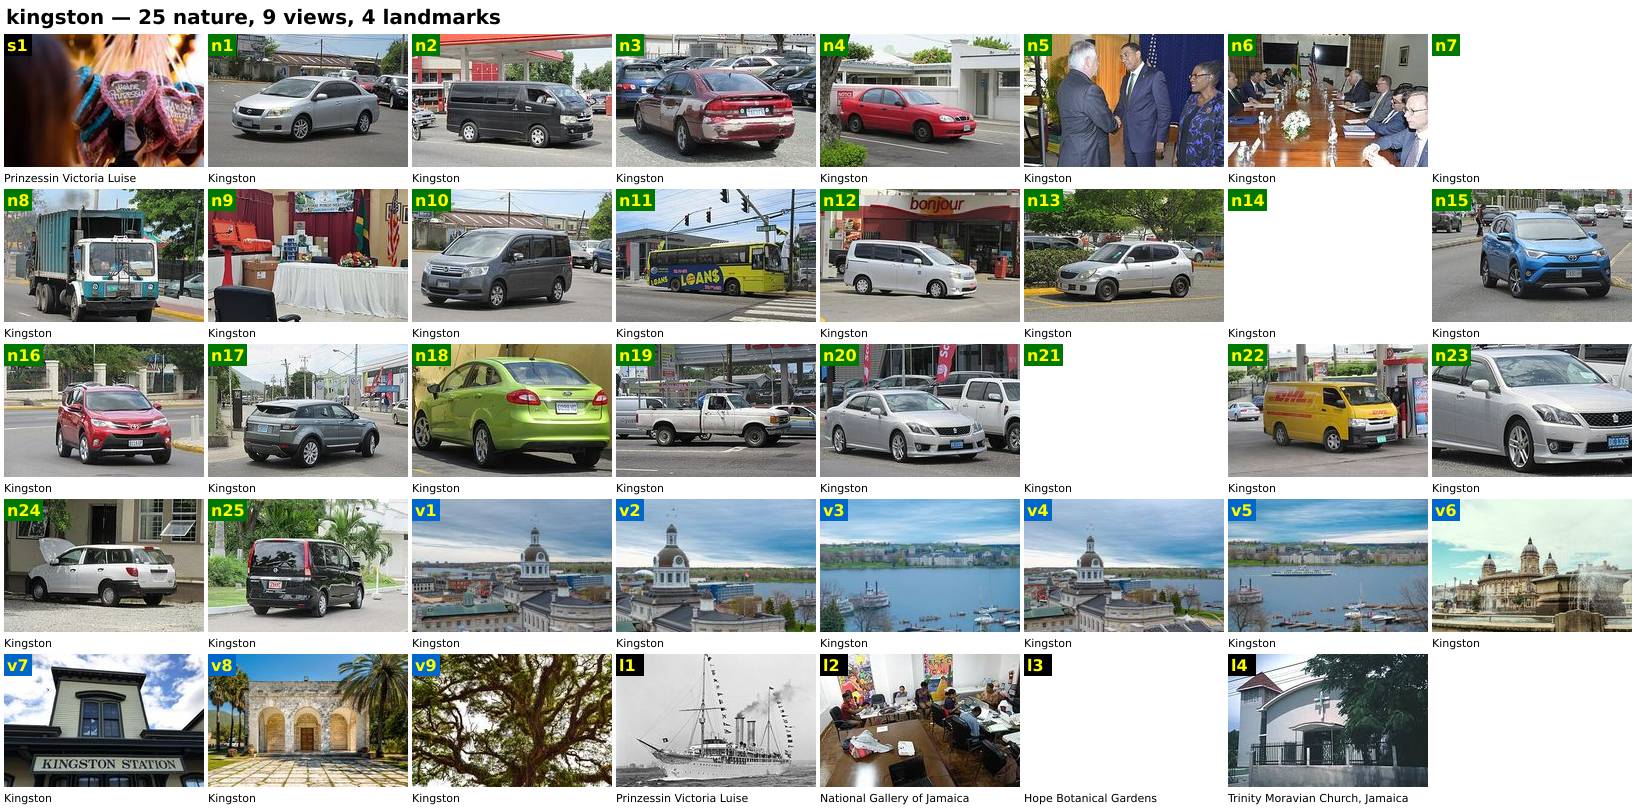 kingston — 25 nature, 9 views, 4 landmarks
s1 n1 n2 n3 n4 n5 n6 n7
Prinzessin Victoria Luise Kingston Kingston Kingston Kingston Kingston Kingston Kingston
n8 n9 n10 n11 n12 n13 n14 n15
LOANS LOANS bonjour
Kingston Kingston Kingston Kingston Kingston Kingston Kingston Kingston
n16 n17 n18 n19 n20 n21 n22 n23
DHL
Kingston Kingston Kingston Kingston Kingston Kingston Kingston Kingston
n24 n25 v1 v2 v3 v4 v5 v6
Kingston Kingston Kingston Kingston Kingston Kingston Kingston Kingston
v7 v8 v9 l1 l2 l3 l4
KINGSTON STATION
Kingston Kingston Kingston Prinzessin Victoria Luise National Gallery of Jamaica Hope Botanical Gardens Trinity Moravian Church, Jamaica